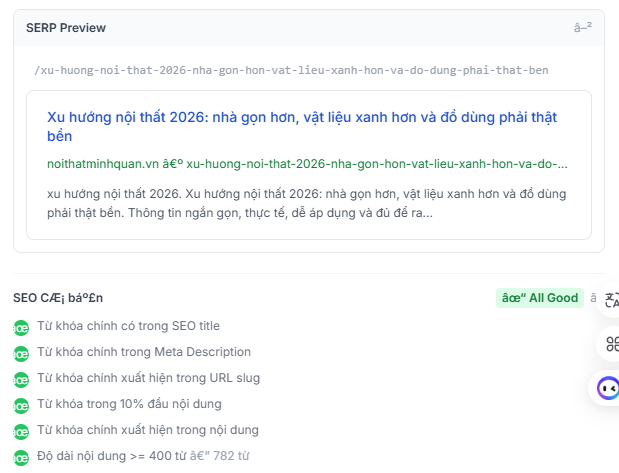 SERP Preview â–²
/xu-huong-noi-that-2026-nha-gon-hon-vat-lieu-xanh-hon-va-do-dung-phai-that-ben
Xu hướng nội thất 2026: nhà gọn hơn, vật liệu xanh hơn và đồ dùng phải thật
bền
noithatminhquan.vn â€º xu-huong-noi-that-2026-nha-gon-hon-vat-lieu-xanh-hon-va-do-...
xu hướng nội thất 2026. Xu hướng nội thất 2026: nhà gọn hơn, vật liệu xanh hơn và đồ dùng
phải thật bền. Thông tin ngắn gọn, thực tế, dễ áp dụng và đủ để ra...
SEO CÆ¡ báº£n âœ“ All Good â
âœ Từ khóa chính có trong SEO title
âœ Từ khóa chính trong Meta Description
âœ Từ khóa chính xuất hiện trong URL slug
âœ Từ khóa trong 10% đầu nội dung
âœ Từ khóa chính xuất hiện trong nội dung
âœ Độ dài nội dung >= 400 từ â€” 782 từ